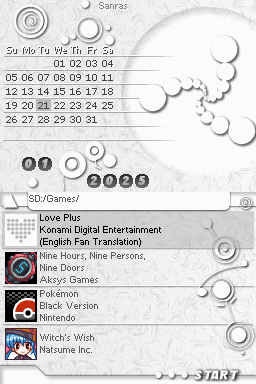 Sanras
Su Mo Tu We Th Fr Sa
01 02 03 04
05 06 07 08 09 10 11
12 13 14 15 16 17 18
19 20 21 22 23 24 25
26 27 28 29 30 31
01
2025
SD:/Games/
Love Plus
Konami Digital Entertainment
(English Fan Translation)
Nine Hours, Nine Persons,
Nine Doors
Aksys Games
Pokémon
Black Version
Nintendo
Witch's Wish
Natsume Inc.
START